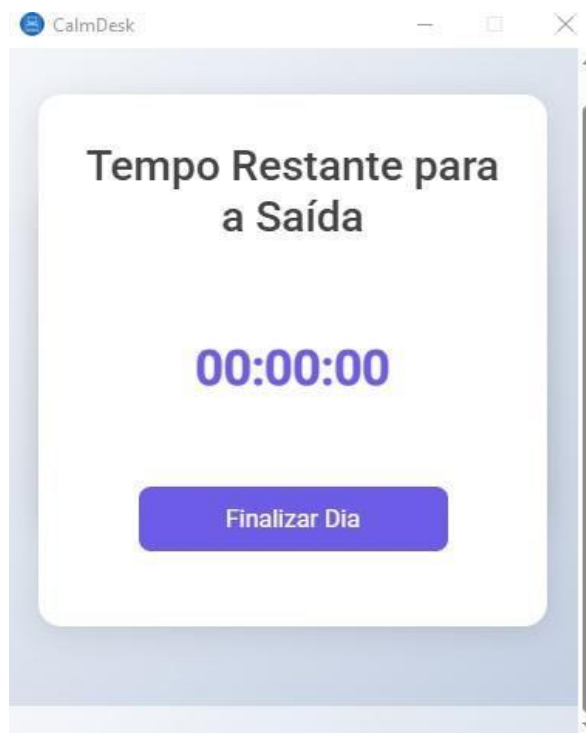 CalmDesk
Tempo Restante para
a Saída
00:00:00
Finalizar Dia